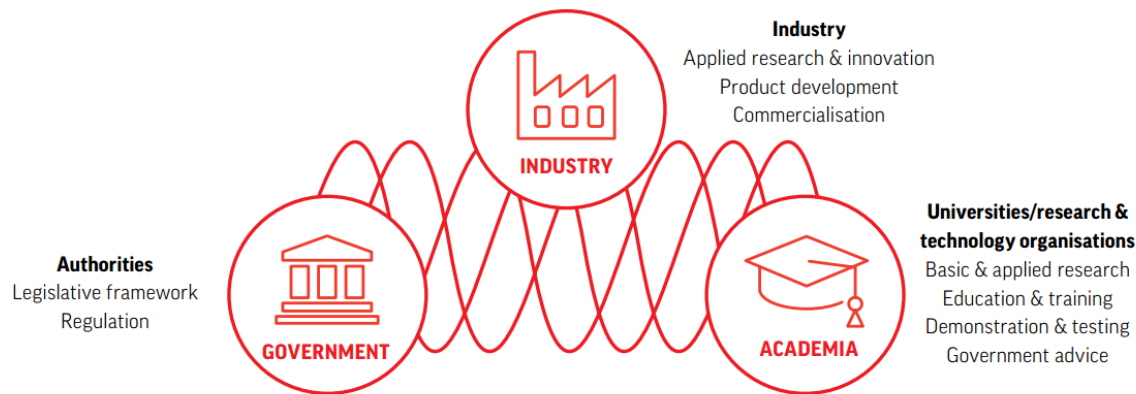 Industry
Applied research & innovation
Product development
Commercialisation
INDUSTRY
Authorities
Legislative framework
Regulation
GOVERNMENT
Universities/research &
technology organisations
Basic & applied research
Education & training
Demonstration & testing
Government advice
ACADEMIA